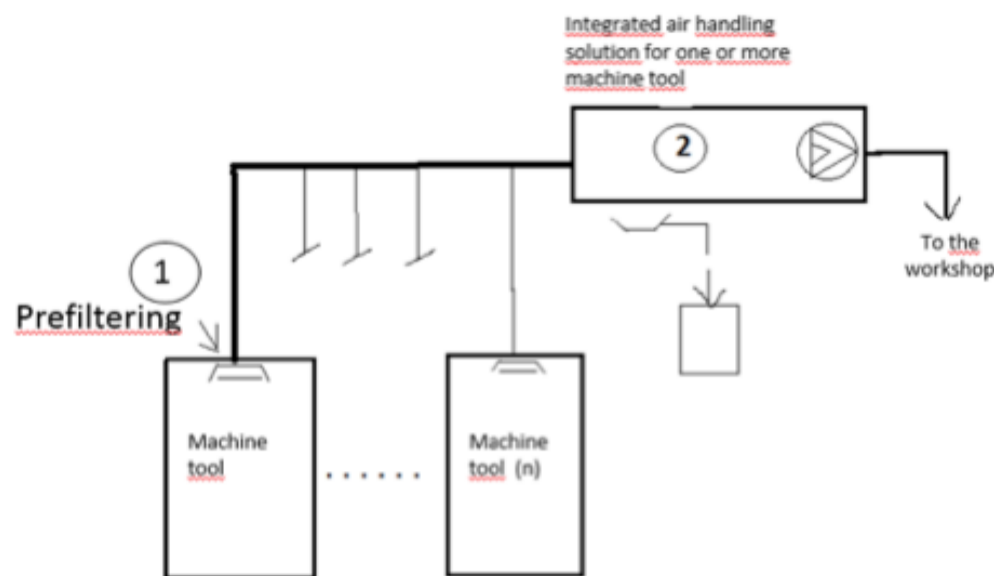 Integrated air handling
solution for one or more
machine tool
2
To the
workshop
1
Prefiltering
Machine
tool
......
Machine
tool (n)